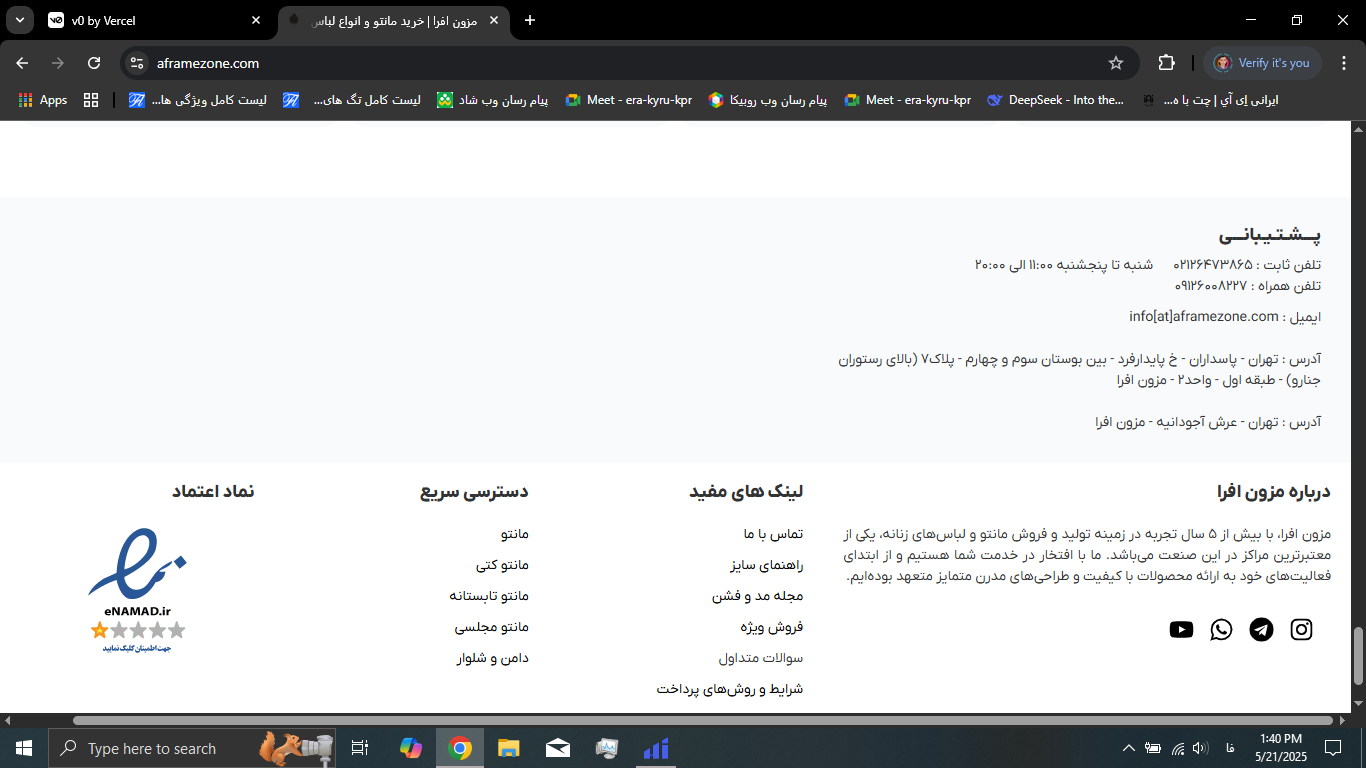 v0 by Vercel
مزون افرا | خرید مانتو و انواع لباس
aframezone.com
Verify it's you
Apps
لیست کامل ویژگی ها...
لیست کامل تگ های...
پیام رسان وب شاد
Meet - era-kyru-kpr
پیام رسان وب روبیکا
Meet - era-kyru-kpr
DeepSeek - Into the...
ایرانی اِی آی | چت با ه...
پـــشـتـیـبانـــی
تلفن ثابت : ۰۲۱۲۶۴۷۳۸۶۵ شنبه تا پنجشنبه ۱۱:۰۰ الی ۲۰:۰۰
تلفن همراه : ۰۹۱۲۶۰۰۸۲۲۷
ایمیل : info[at]aframezone.com
آدرس : تهران - پاسداران - خ پایدارفرد - بین بوستان سوم و چهارم - پلاک۷ (بالای رستوران
جنارو) - طبقه اول - واحد۲ - مزون افرا
آدرس : تهران - عرش آجودانیه - مزون افرا
درباره مزون افرا
مزون افرا، با بیش از ۵ سال تجربه در زمینه تولید و فروش مانتو و لباس‌های زنانه، یکی از
معتبرترین مراکز در این صنعت می‌باشد. ما با افتخار در خدمت شما هستیم و از ابتدای
فعالیت‌های خود به ارائه محصولات با کیفیت و طراحی‌های مدرن متمایز متعهد بوده‌ایم.
لینک های مفید
تماس با ما
راهنمای سایز
مجله مد و فشن
فروش ویژه
سوالات متداول
شرایط و روش‌های پرداخت
دسترسی سریع
مانتو
مانتو کتی
مانتو تابستانه
مانتو مجلسی
دامن و شلوار
نماد اعتماد
eNAMAD.ir
جهت اطمینان کلیک نمایید
Type here to search
فا
1:40 PM
5/21/2025